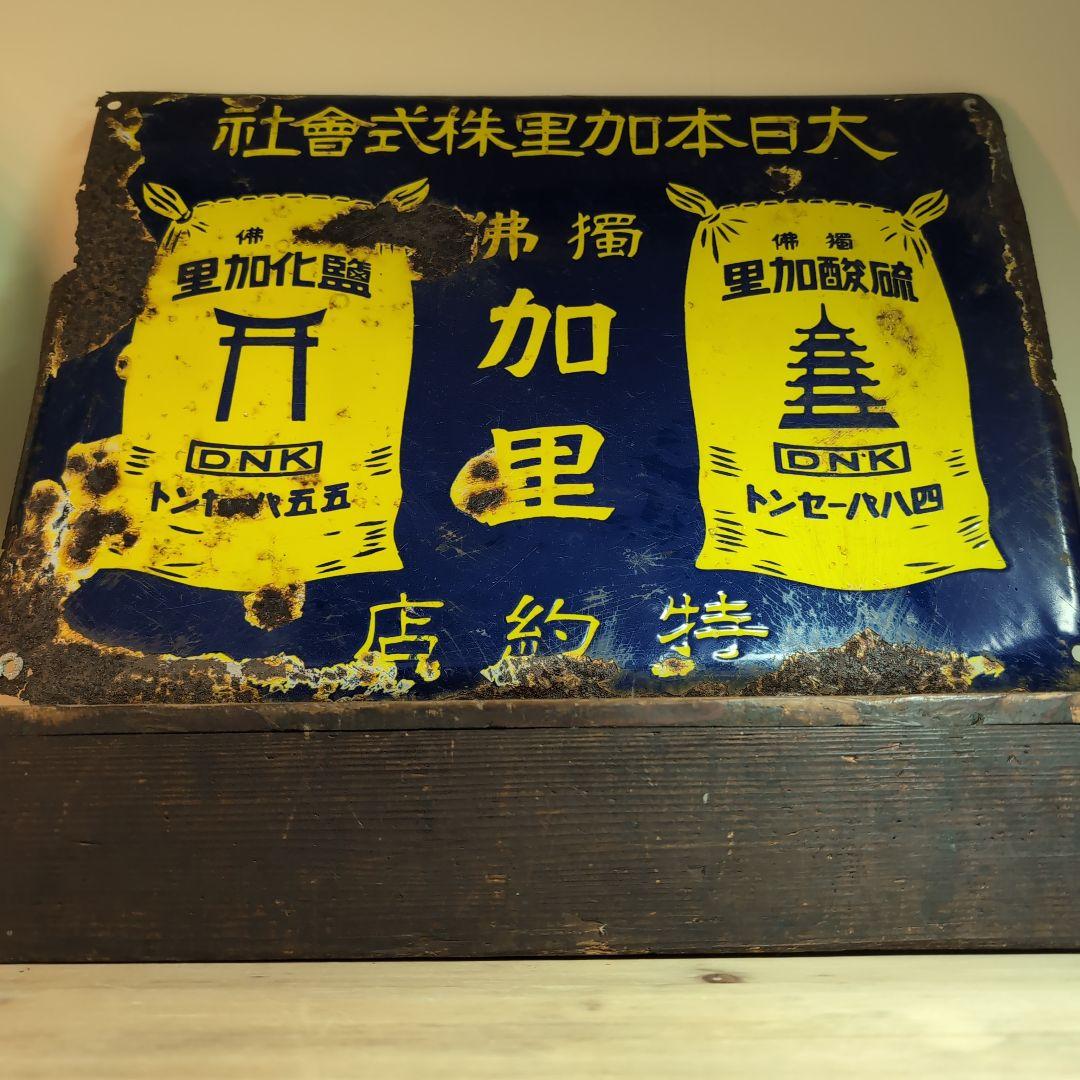 大日本加里株式會社
獨佛
硫酸加里
DNK
四八パーセント
獨佛
加
里
佛
鹽化加里
DNK
五五パーセント
特約店